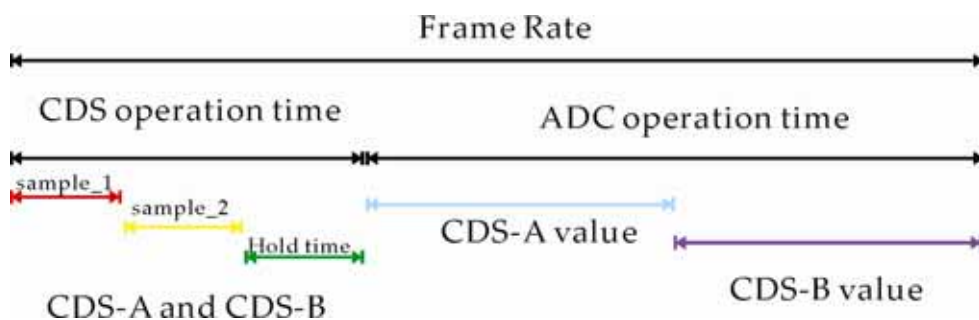 Frame Rate
CDS operation time
ADC operation time
sample_1
sample_2
Hold time
CDS-A value
CDS-B value
CDS-A and CDS-B